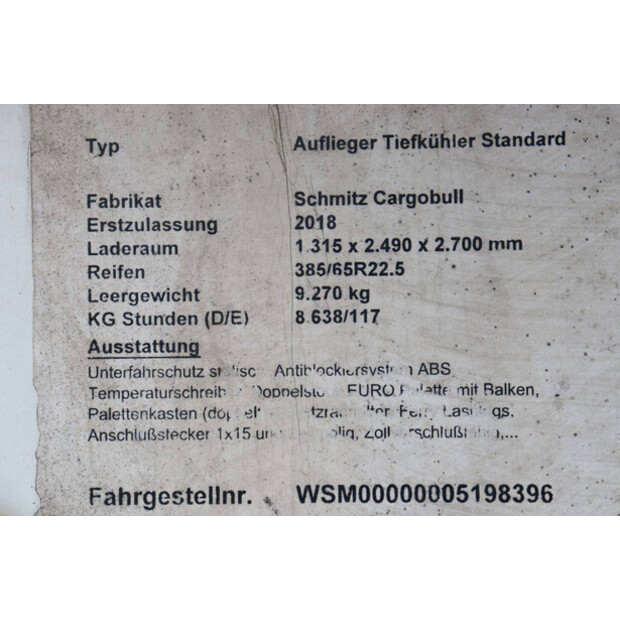 Typ Auflieger Tiefkühler Standard
Fabrikat Schmitz Cargobull
Erstzulassung 2018
Laderaum 1.315 x 2.490 x 2.700 mm
Reifen 385/65R22.5
Leergewicht 9.270 kg
KG Stunden (D/E) 8.638/117
Ausstattung
Unterfahrschutz Antiblockiersystem ABS
EURO mit Balken,
Palettenkasten
Anschlußstecker 1x15
Fahrgestellnr. WSM00000005198396